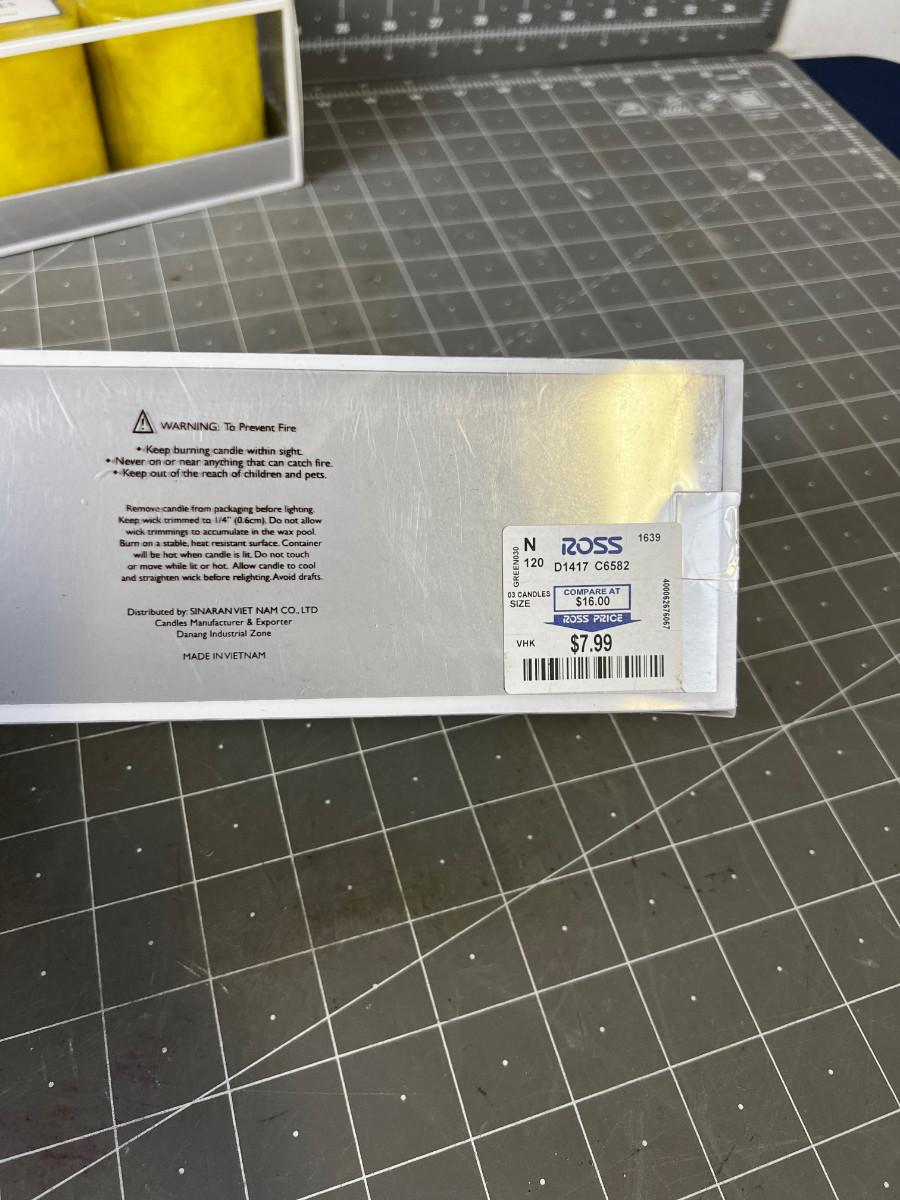 WARNING: To Prevent Fire
• Keep burning candle within sight.
• Never on or near anything that can catch fire.
• Keep out of the reach of children and pets.
Remove candle from packaging before lighting.
Keep wick trimmed to 1/4" (0.6cm). Do not allow
wick trimmings to accumulate in the wax pool.
Burn on a stable, heat resistant surface. Container
will be hot when candle is lit. Do not touch
or move while lit or hot. Allow candle to cool
and straighten wick before relighting. Avoid drafts.
Distributed by: SINARAN VIET NAM CO., LTD
Candles Manufacturer & Exporter
Danang Industrial Zone
MADE IN VIETNAM
N ROSS 1639
120 D1417 C6582
GREEN030
03 CANDLES
SIZE
COMPARE AT
$16.00
ROSS PRICE
VHK $7.99
400062676067